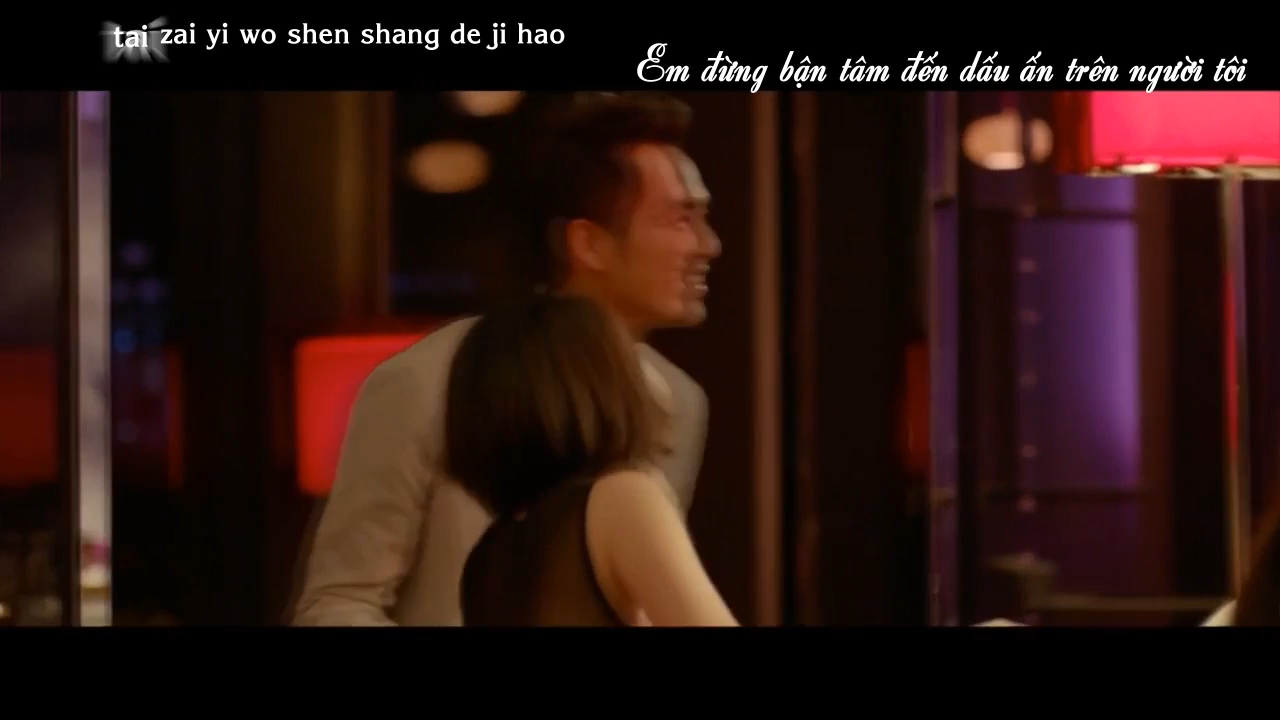 tai zai yi wo shen shang de ji hao
Em đừng bận tâm đến dấu ấn trên người tôi